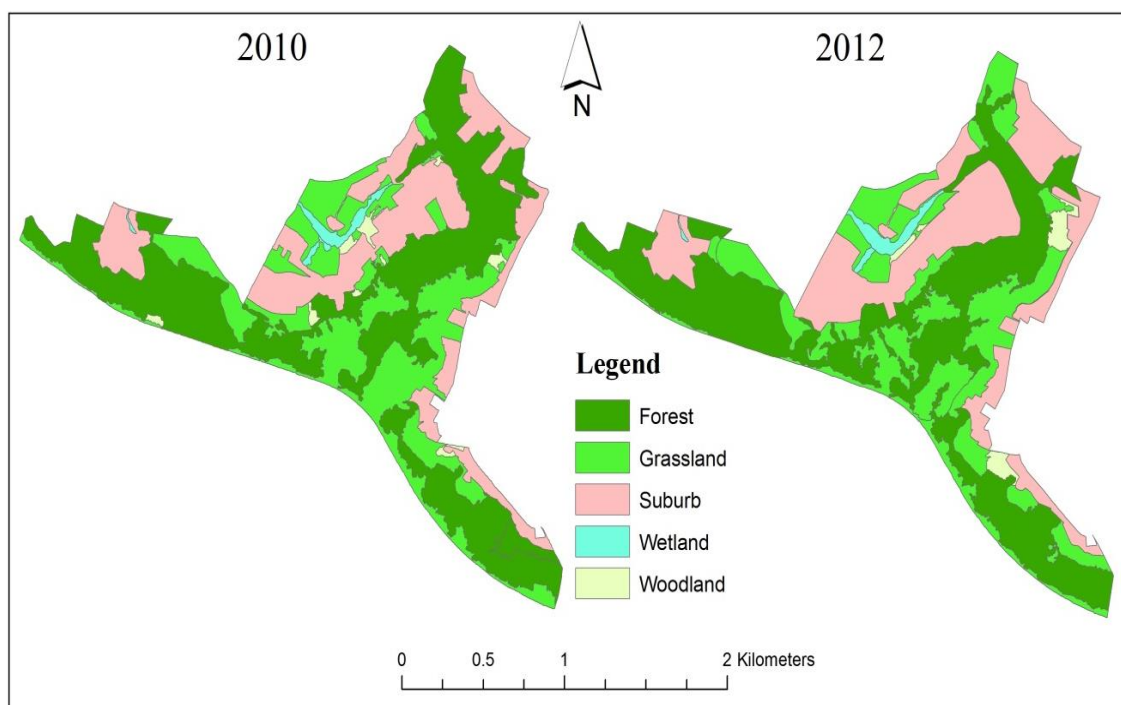 2010
2012
N
Legend
Forest
Grassland
Suburb
Wetland
Woodland
0 0.5 1 2 Kilometers